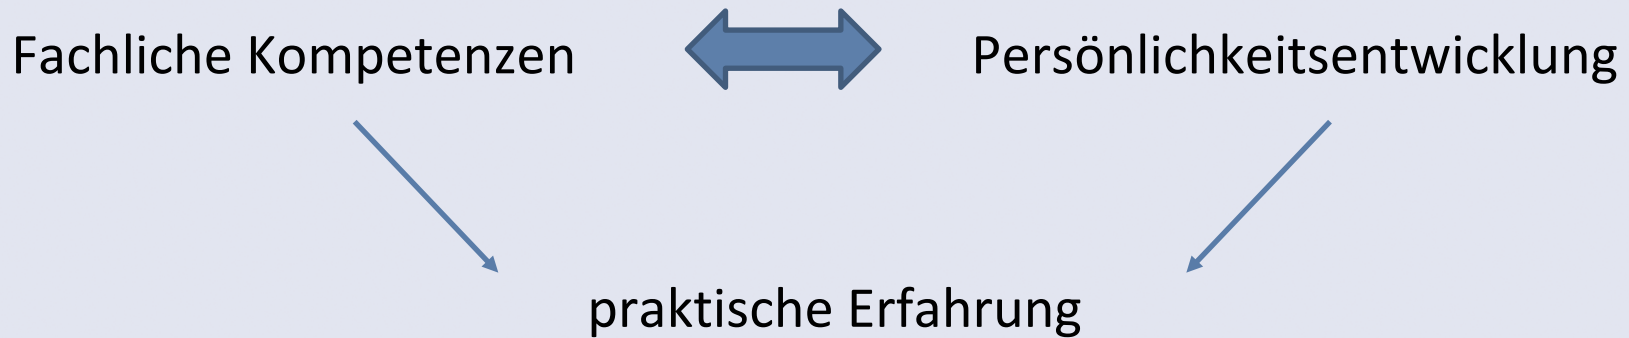 Fachliche Kompetenzen
Persönlichkeitsentwicklung
praktische Erfahrung